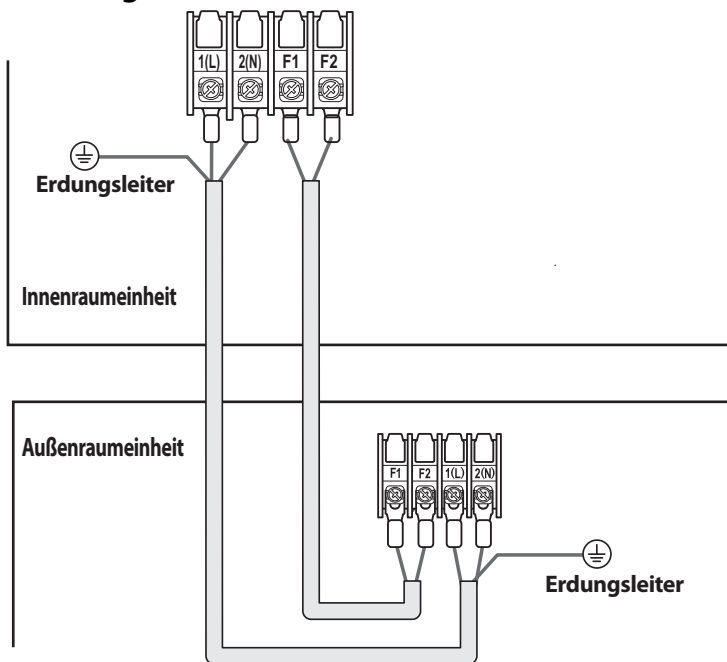 1(L) 2(N) F1 F2
Erdungsleiter
Innenraumeinheit
Außenraumeinheit
F1 F2 1(L) 2(N)
Erdungsleiter